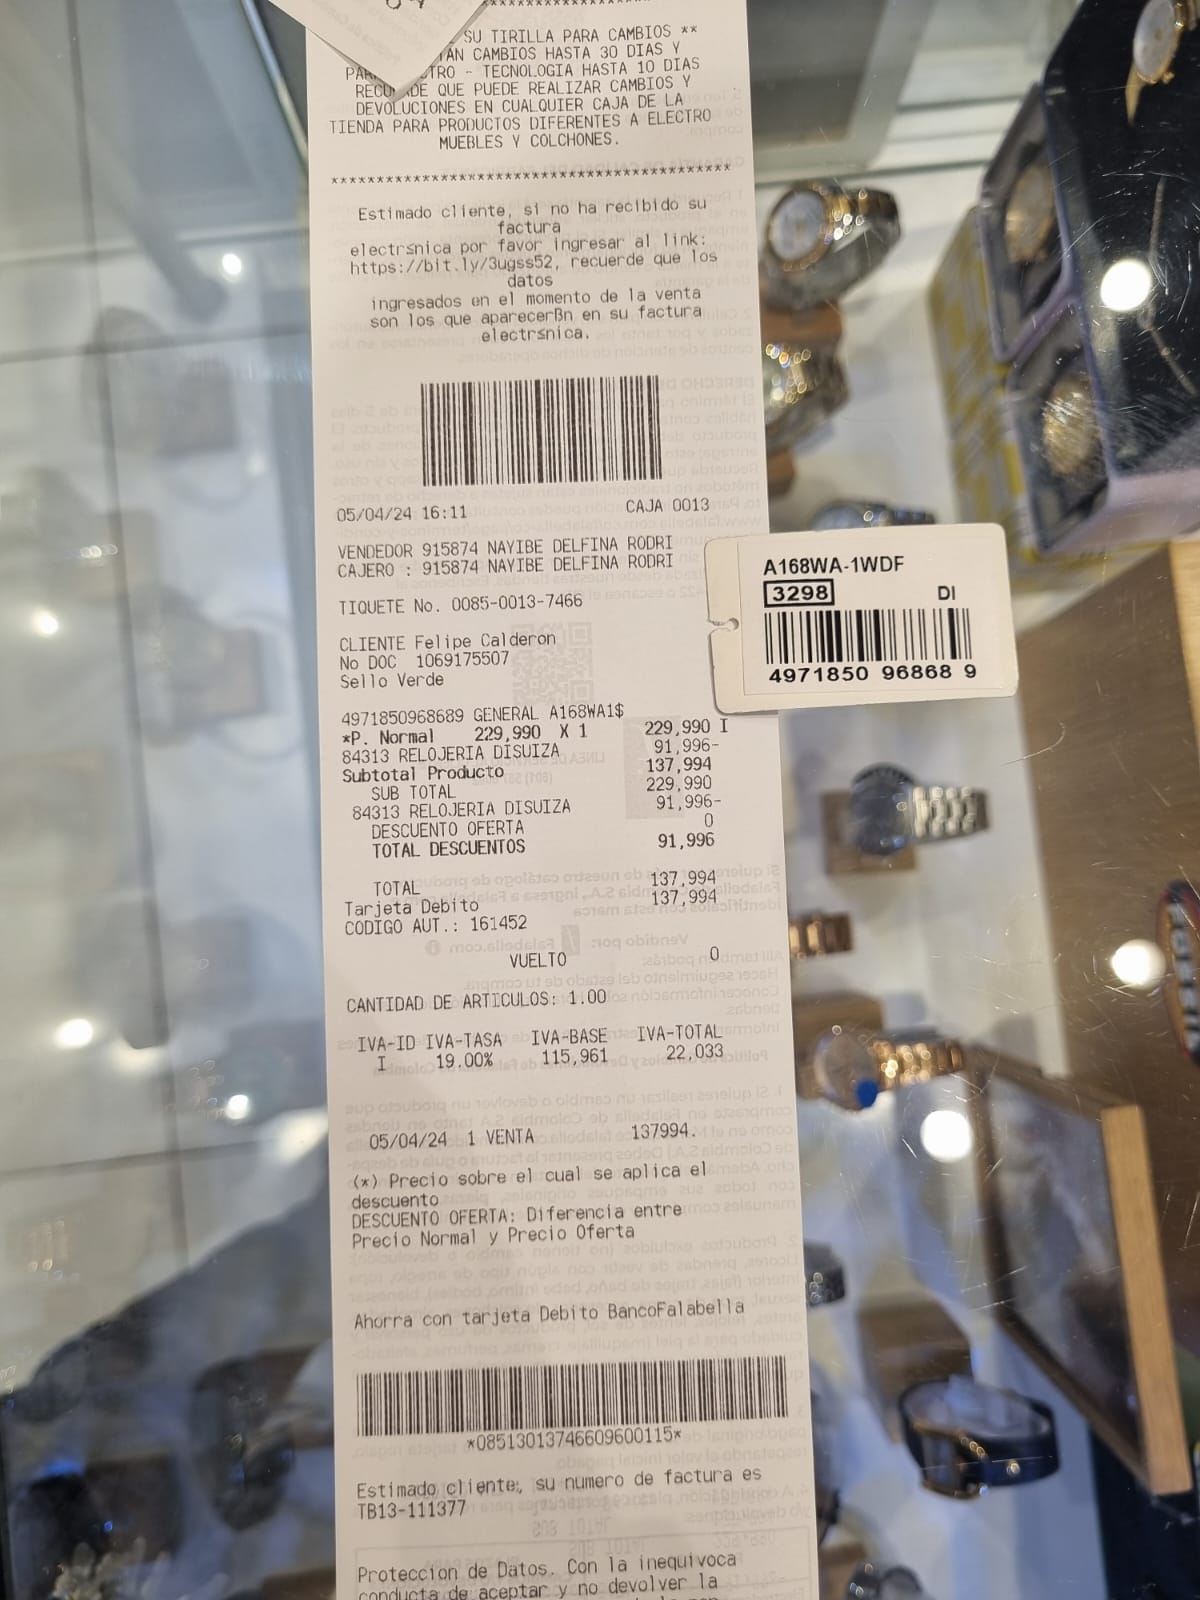 SU TIRILLA PARA CAMBIOS **
CAMBIOS HASTA 30 DIAS Y
- TECNOLOGIA HASTA 10 DIAS
QUE PUEDE REALIZAR CAMBIOS Y
DEVOLUCIONES EN CUALQUIER CAJA DE LA
TIENDA PARA PRODUCTOS DIFERENTES A ELECTRO
MUEBLES Y COLCHONES.
********************************************
Estimado cliente, si no ha recibido su
factura
electrsnica por favor ingresar al link:
https://bit.ly/3ugss52, recuerde que los
datos
ingresados en el momento de la venta
son los que aparecerßn en su factura
electrsnica.
05/04/24 16:11 CAJA 0013
VENDEDOR 915874 NAYIBE DELFINA RODRI
CAJERO : 915874 NAYIBE DELFINA RODRI
TIQUETE No. 0085-0013-7466
CLIENTE Felipe Calderon
No DOC 1069175507
Sello Verde
4971850968689 GENERAL A168WA1$
*P. Normal 229,990 X 1 229,990 I
84313 RELOJERIA DISUIZA 91,996-
Subtotal Producto 137,994
SUB TOTAL 229,990
84313 RELOJERIA DISUIZA 91,996-
DESCUENTO OFERTA 0
TOTAL DESCUENTOS 91,996
TOTAL 137,994
Tarjeta Debito 137,994
CODIGO AUT.: 161452
VUELTO 0
CANTIDAD DE ARTICULOS: 1.00
IVA-ID IVA-TASA IVA-BASE IVA-TOTAL
I 19.00% 115,961 22,033
05/04/24 1 VENTA 137994.
(*) Precio sobre el cual se aplica el
descuento
DESCUENTO OFERTA: Diferencia entre
Precio Normal y Precio Oferta
Ahorra con tarjeta Debito BancoFalabella
*08513013746609600115*
Estimado cliente, su numero de factura es
TB13-111377
Proteccion de Datos. Con la inequivoca
conducta de aceptar y no devolver la
A168WA-1WDF
3298 DI
4971850 96868 9